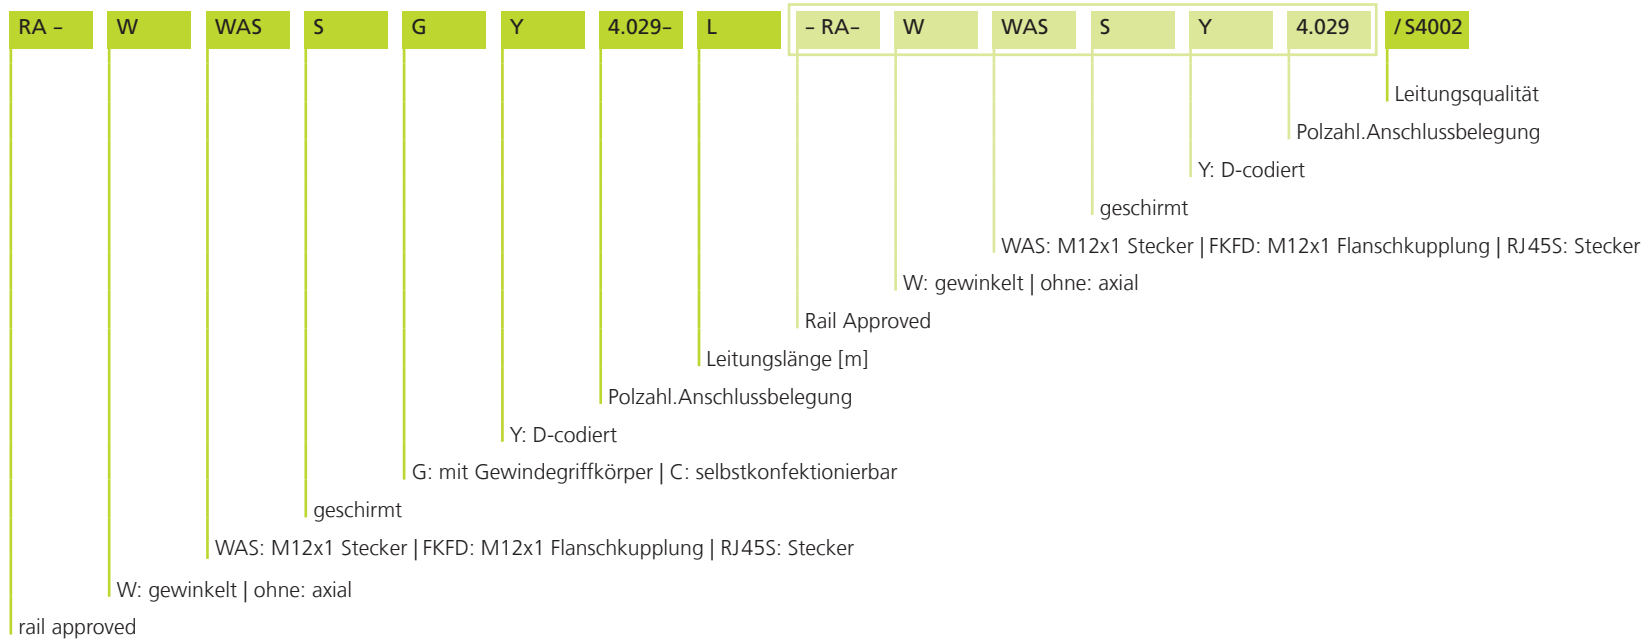 RA – W WAS S G Y 4.029– L – RA– W WAS S Y 4.029 / S4002
Leitungsqualität
Polzahl.Anschlussbelegung
Y: D-codiert
geschirmt
WAS: M12x1 Stecker | FKFD: M12x1 Flanschkupplung | RJ45S: Stecker
W: gewinkelt | ohne: axial
Rail Approved
Leitungslänge [m]
Polzahl.Anschlussbelegung
Y: D-codiert
G: mit Gewindegriffkörper | C: selbstkonfektionierbar
geschirmt
WAS: M12x1 Stecker | FKFD: M12x1 Flanschkupplung | RJ45S: Stecker
W: gewinkelt | ohne: axial
rail approved